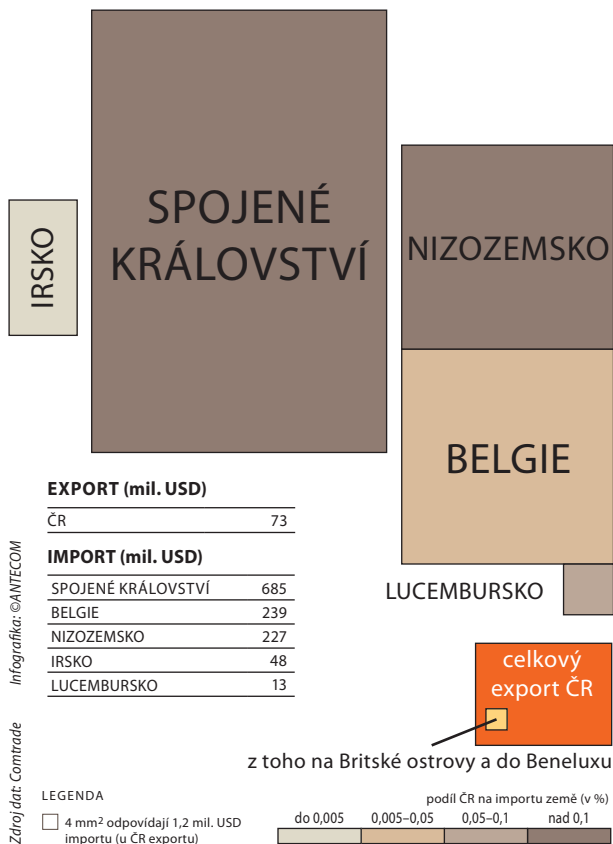 IRSKO
SPOJENÉ
KRÁLOVSTVÍ
NIZOZEMSKO
BELGIE
LUCEMBURSKO
EXPORT (mil. USD)
ČR 73
IMPORT (mil. USD)
SPOJENÉ KRÁLOVSTVÍ 685
BELGIE 239
NIZOZEMSKO 227
IRSKO 48
LUCEMBURSKO 13
celkový
export ČR
z toho na Britské ostrovy a do Beneluxu
Zdroj dat: Comtrade Infografika: ©ANTECOM
LEGENDA
4 mm² odpovídají 1,2 mil. USD
importu (u ČR exportu)
podíl ČR na importu země (v %)
do 0,005 0,005–0,05 0,05–0,1 nad 0,1